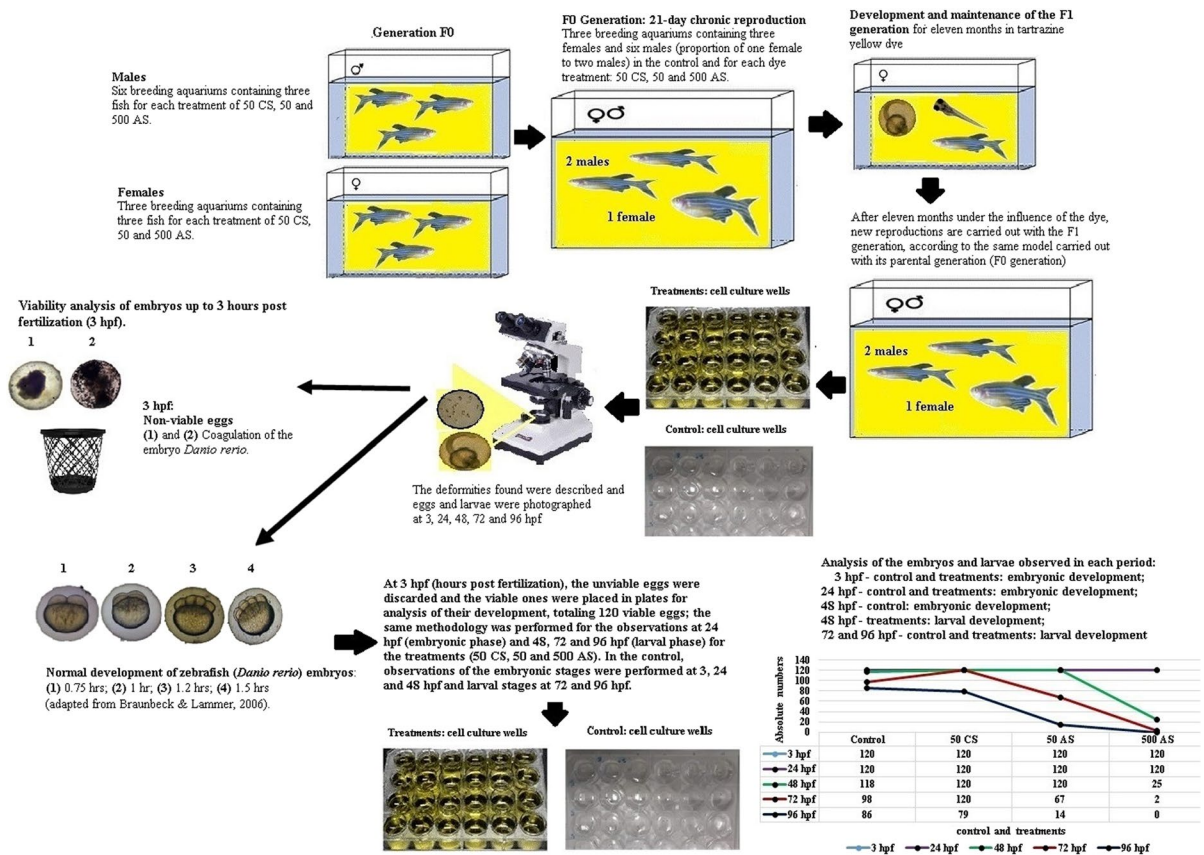 Generation F0
Males
Six breeding aquariums containing three
fish for each treatment of 50 CS, 50 and
500 AS.
♂
Females
Three breeding aquariums containing
three fish for each treatment of 50 CS,
50 and 500 AS.
♀
F0 Generation: 21-day chronic reproduction
Three breeding aquariums containing three
females and six males (proportion of one female
to two males) in the control and for each dye
treatment: 50 CS, 50 and 500 AS.
♀♂
2 males
1 female
Development and maintenance of the F1
generation for eleven months in tartrazine
yellow dye
♀
After eleven months under the influence of the dye,
new reproductions are carried out with the F1
generation, according to the same model carried out
with its parental generation (F0 generation)
♀♂
2 males
1 female
Treatments: cell culture wells
Control: cell culture wells
The deformities found were described and
eggs and larvae were photographed
at 3, 24, 48, 72 and 96 hpf
Viability analysis of embryos up to 3 hours post
fertilization (3 hpf).
1 2
3 hpf:
Non-viable eggs
(1) and (2) Coagulation of the
embryo Danio rerio.
1 2 3 4
Normal development of zebrafish (Danio rerio) embryos:
(1) 0.75 hrs; (2) 1 hr; (3) 1.2 hrs; (4) 1.5 hrs
(adapted from Braunbeck & Lammer, 2006).
At 3 hpf (hours post fertilization), the unviable eggs were
discarded and the viable ones were placed in plates for
analysis of their development, totaling 120 viable eggs; the
same methodology was performed for the observations at 24
hpf (embryonic phase) and 48, 72 and 96 hpf (larval phase) for
the treatments (50 CS, 50 and 500 AS). In the control,
observations of the embryonic stages were performed at 3, 24
and 48 hpf and larval stages at 72 and 96 hpf.
Treatments: cell culture wells
Control: cell culture wells
Analysis of the embryos and larvae observed in each period:
3 hpf - control and treatments: embryonic development;
24 hpf - control and treatments: embryonic development;
48 hpf - control: embryonic development;
48 hpf - treatments: larval development;
72 and 96 hpf - control and treatments: larval development
Absolute numbers
140
120
100
80
60
40
20
0
Control 50 CS 50 AS 500 AS
3 hpf 120 120 120 120
24 hpf 120 120 120 120
48 hpf 118 120 120 25
72 hpf 98 120 67 2
96 hpf 86 79 14 0
control and treatments
3 hpf 24 hpf 48 hpf 72 hpf 96 hpf